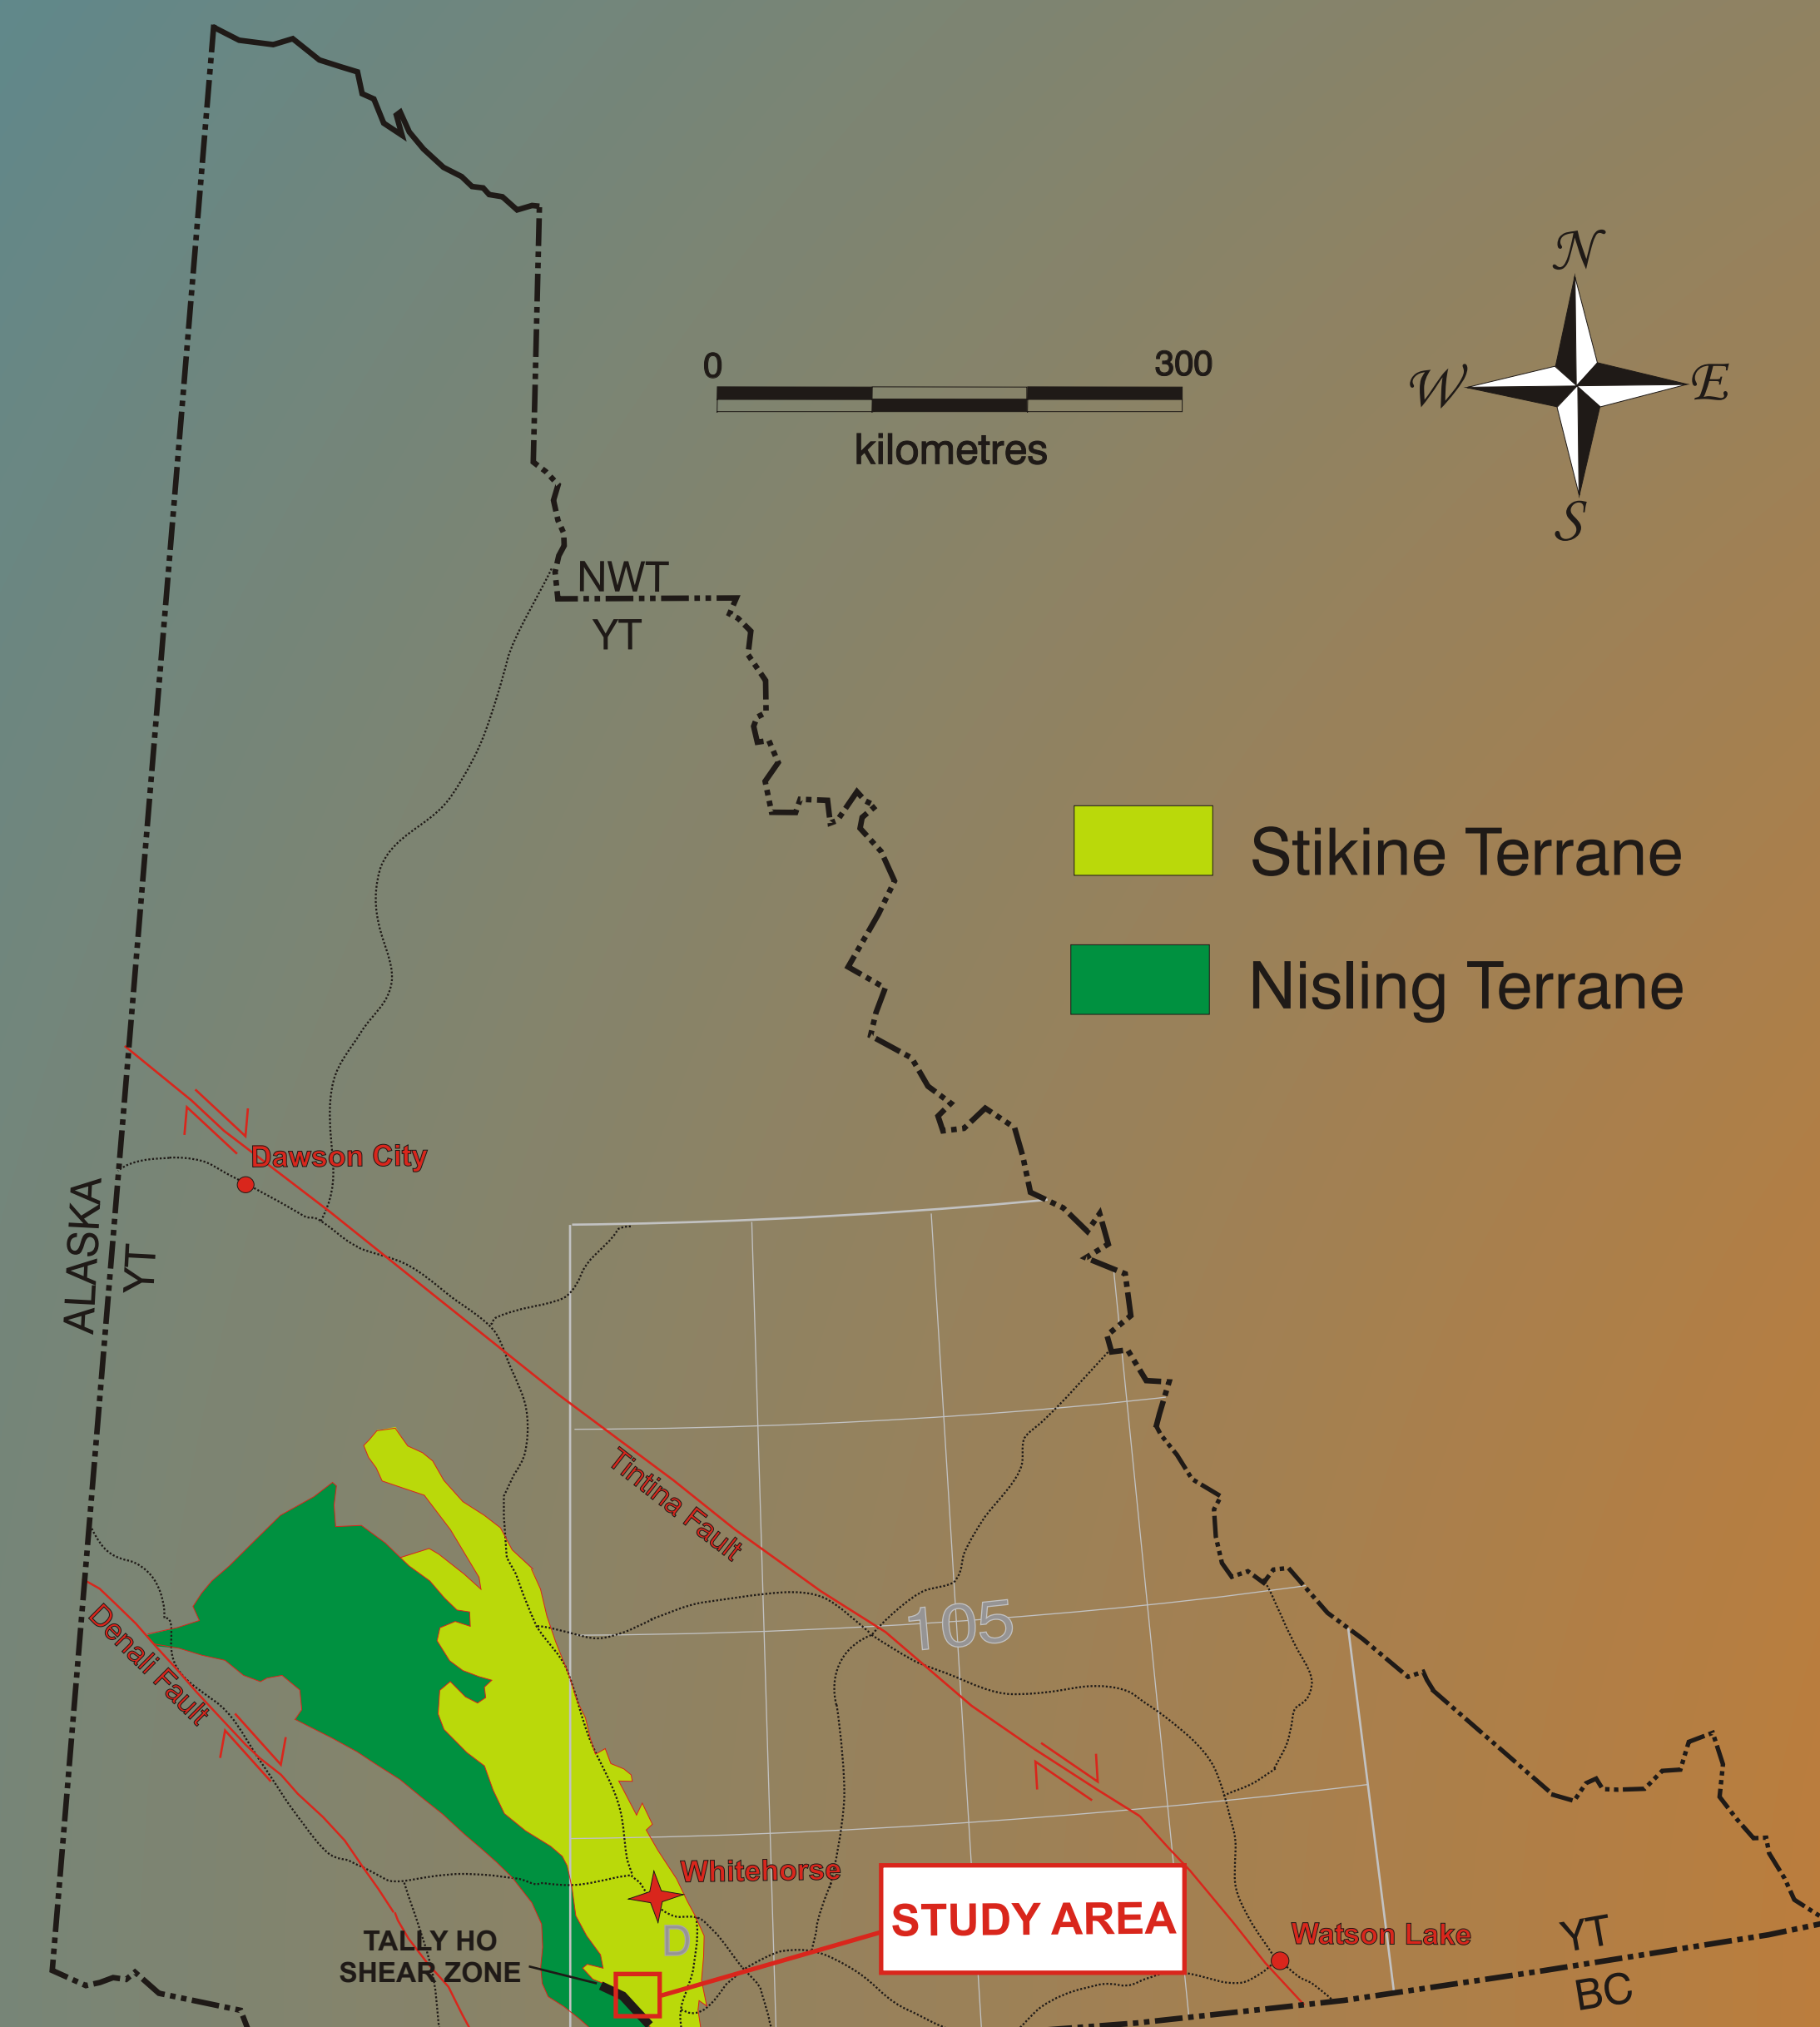 N
W
E
S
0
300
kilometres
NWT
YT
Stikine Terrane
Nisling Terrane
Dawson City
ALASKA
YT
Tintina Fault
105
Denali Fault
Whitehorse
STUDY AREA
D
TALLY HO
SHEAR ZONE
Watson Lake
YT
BC